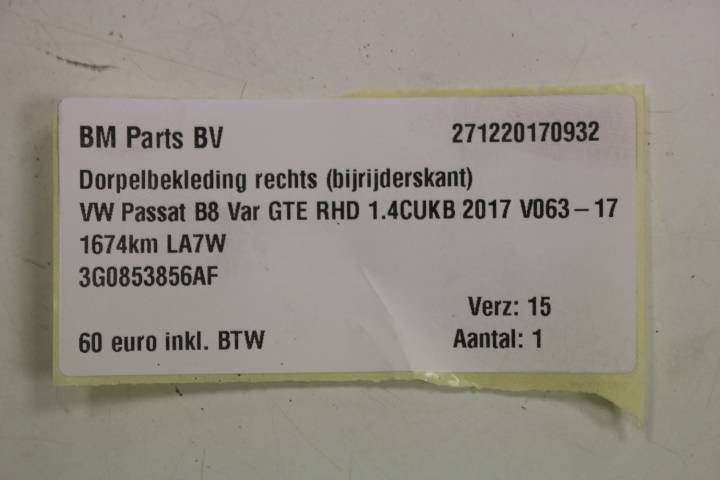 BM Parts BV 271220170932
Dorpelbekleding rechts (bijrijderskant)
VW Passat B8 Var GTE RHD 1.4CUKB 2017 V063-17
1674km LA7W
3G0853856AF
Verz: 15
60 euro inkl. BTW Aantal: 1